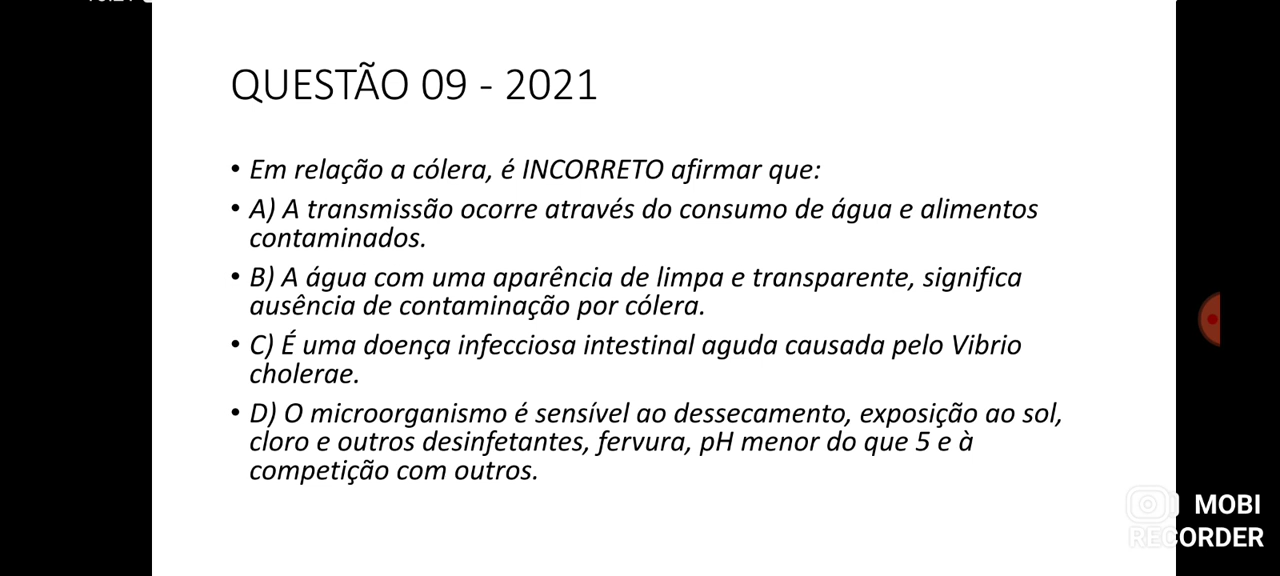 QUESTÃO 09 - 2021
• Em relação a cólera, é INCORRETO afirmar que:
• A) A transmissão ocorre através do consumo de água e alimentos
contaminados.
• B) A água com uma aparência de limpa e transparente, significa
ausência de contaminação por cólera.
• C) É uma doença infecciosa intestinal aguda causada pelo Vibrio
cholerae.
• D) O microorganismo é sensível ao dessecamento, exposição ao sol,
cloro e outros desinfetantes, fervura, pH menor do que 5 e à
competição com outros.
MOBI
RECORDER